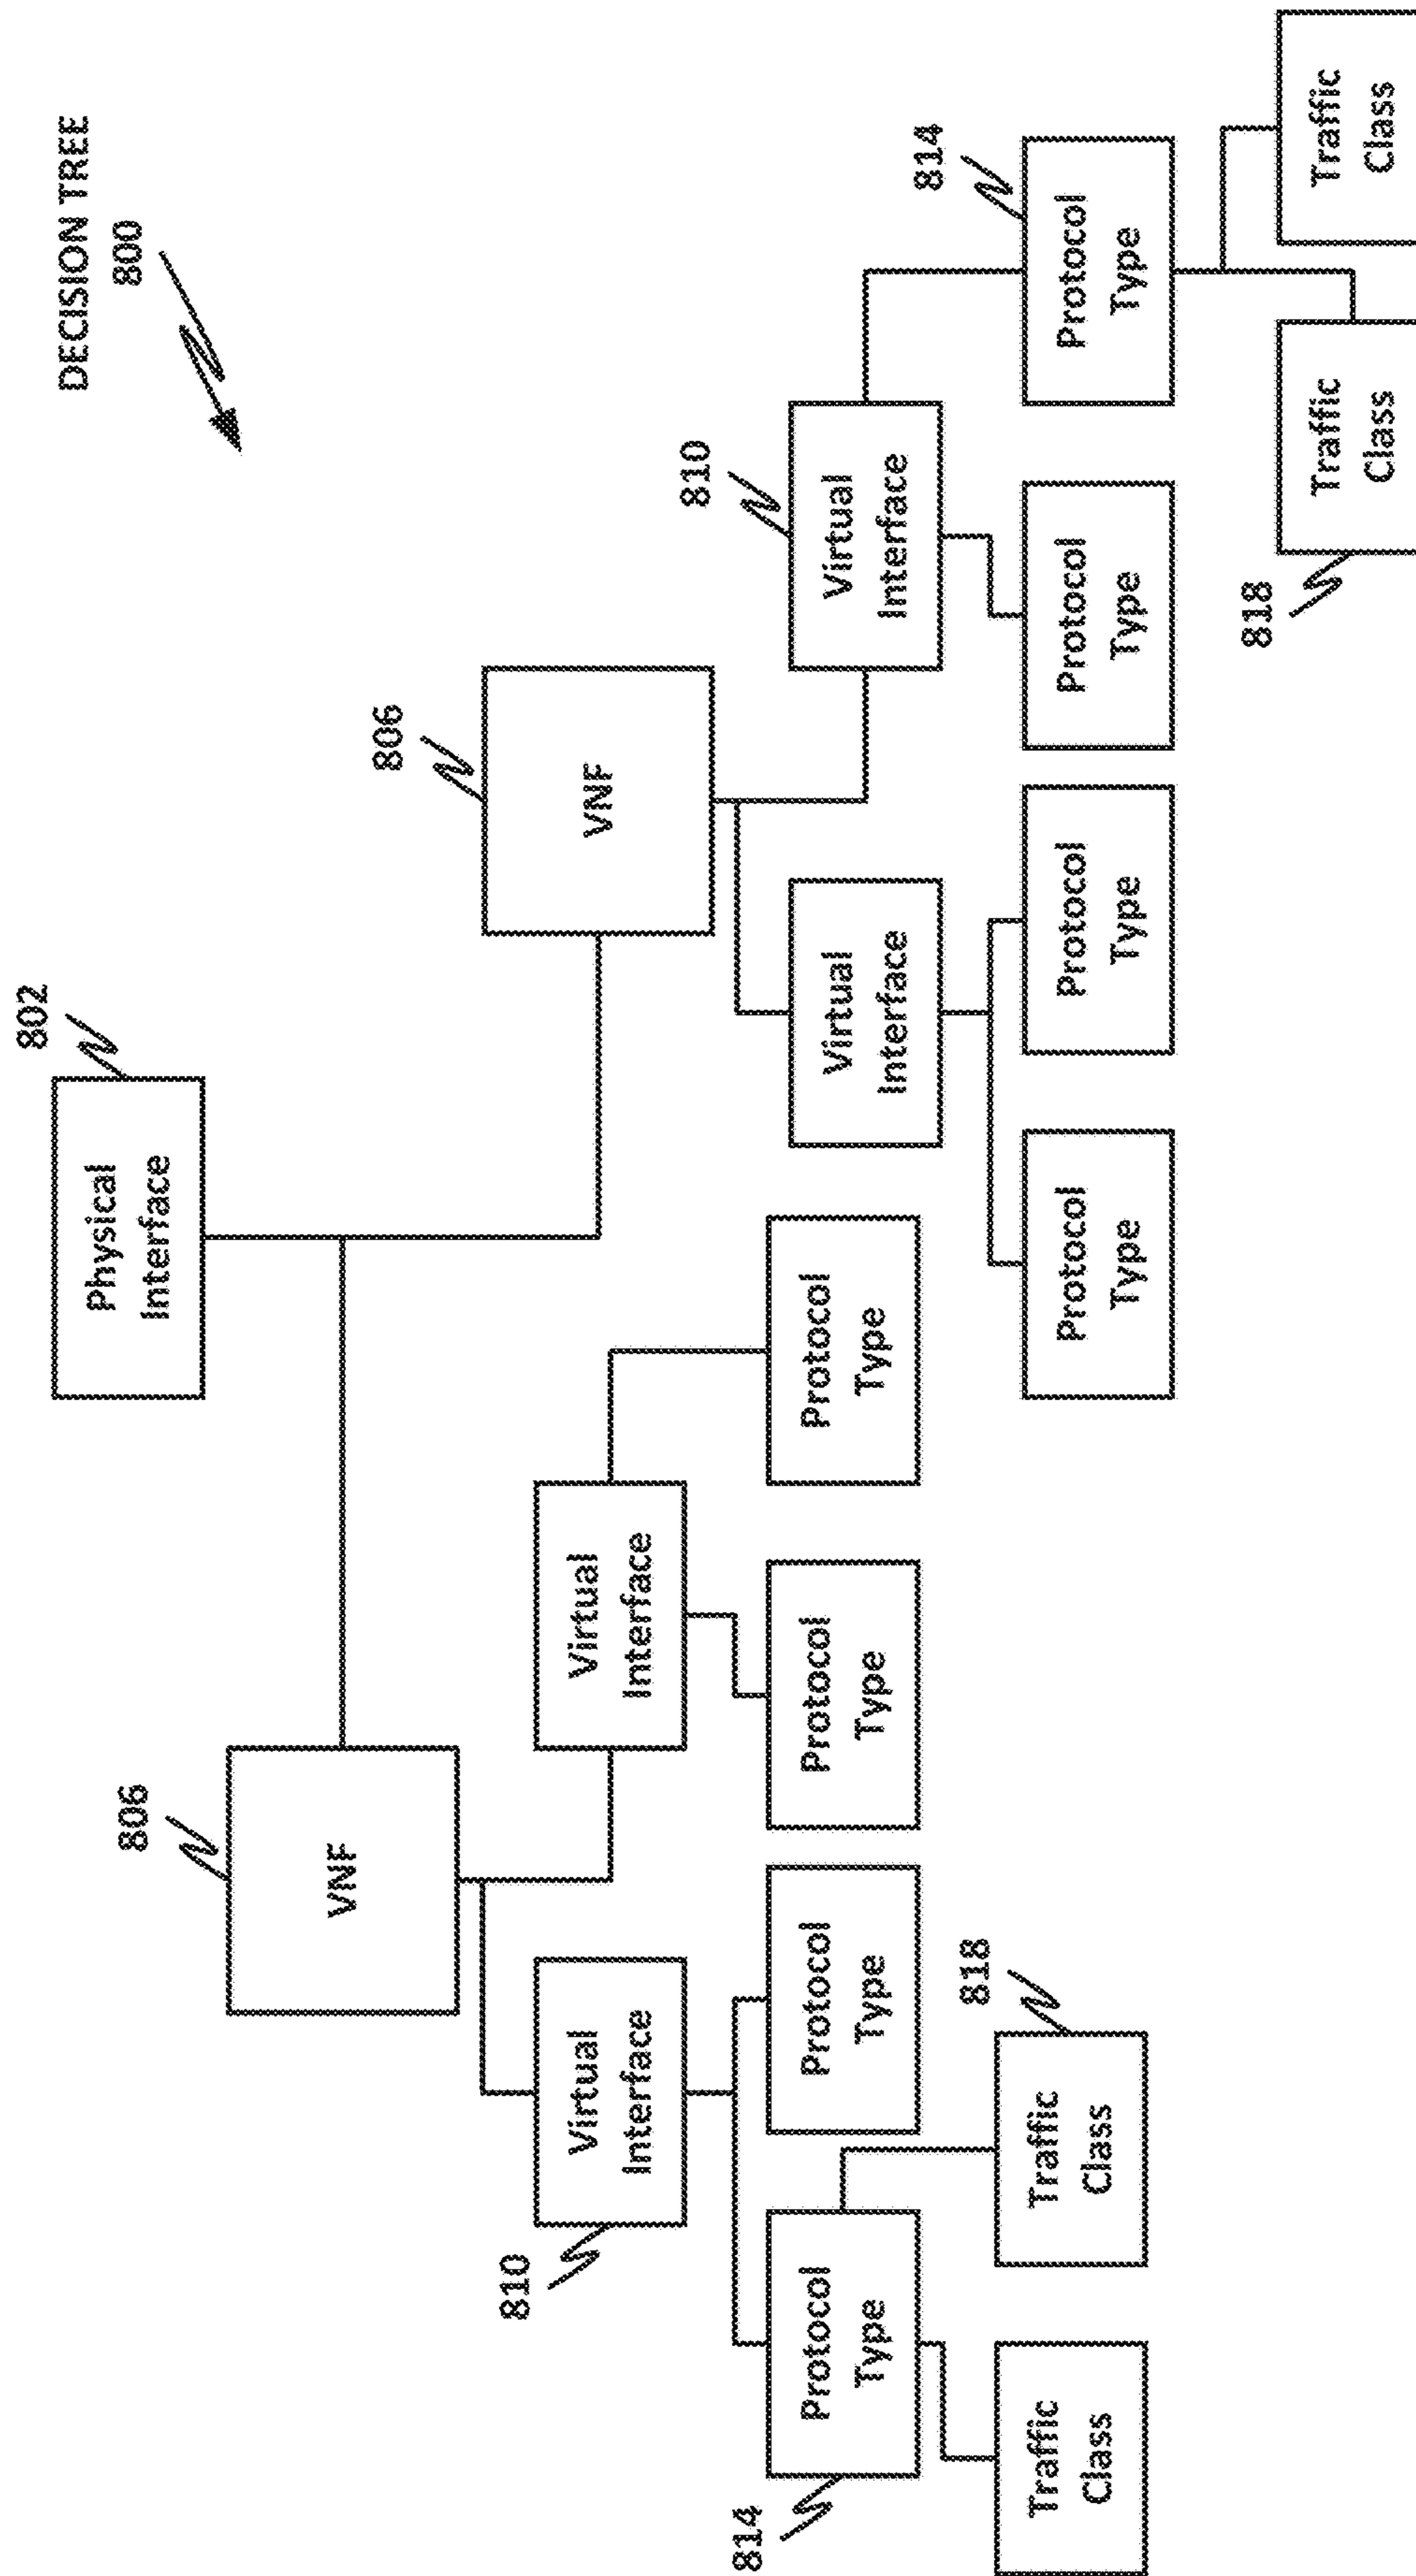 DECISION TREE
800
802
Physical
Interface
806
VNF
806
VNF
810
Virtual
Interface
Virtual
Interface
Virtual
Interface
810
Virtual
Interface
814
Protocol
Type
Protocol
Type
Protocol
Type
Protocol
Type
Protocol
Type
Protocol
Type
Protocol
Type
814
Protocol
Type
Traffic
Class
818
Traffic
Class
818
Traffic
Class
Traffic
Class